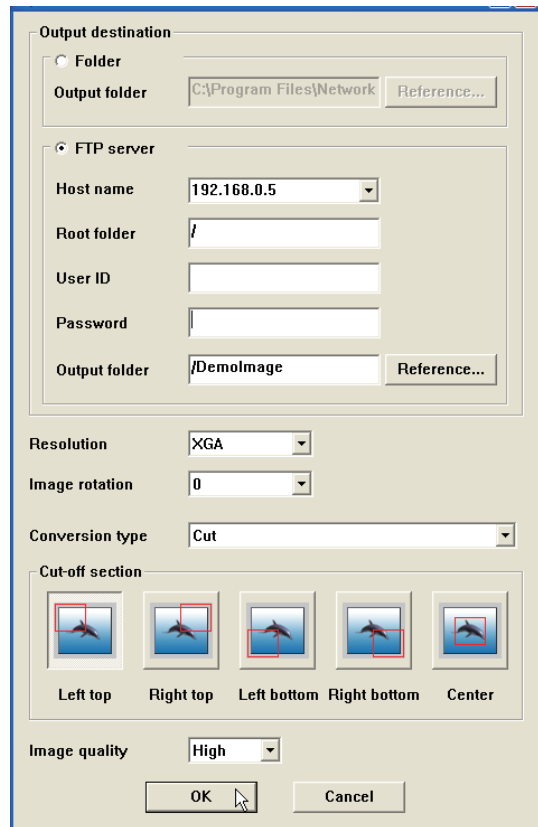 Output destination
Folder
Output folder C:\Program Files\Network Reference...
FTP server
Host name 192.168.0.5
Root folder /
User ID
Password
Output folder /DemoImage Reference...
Resolution XGA
Image rotation 0
Conversion type Cut
Cut-off section
Left top Right top Left bottom Right bottom Center
Image quality High
OK Cancel